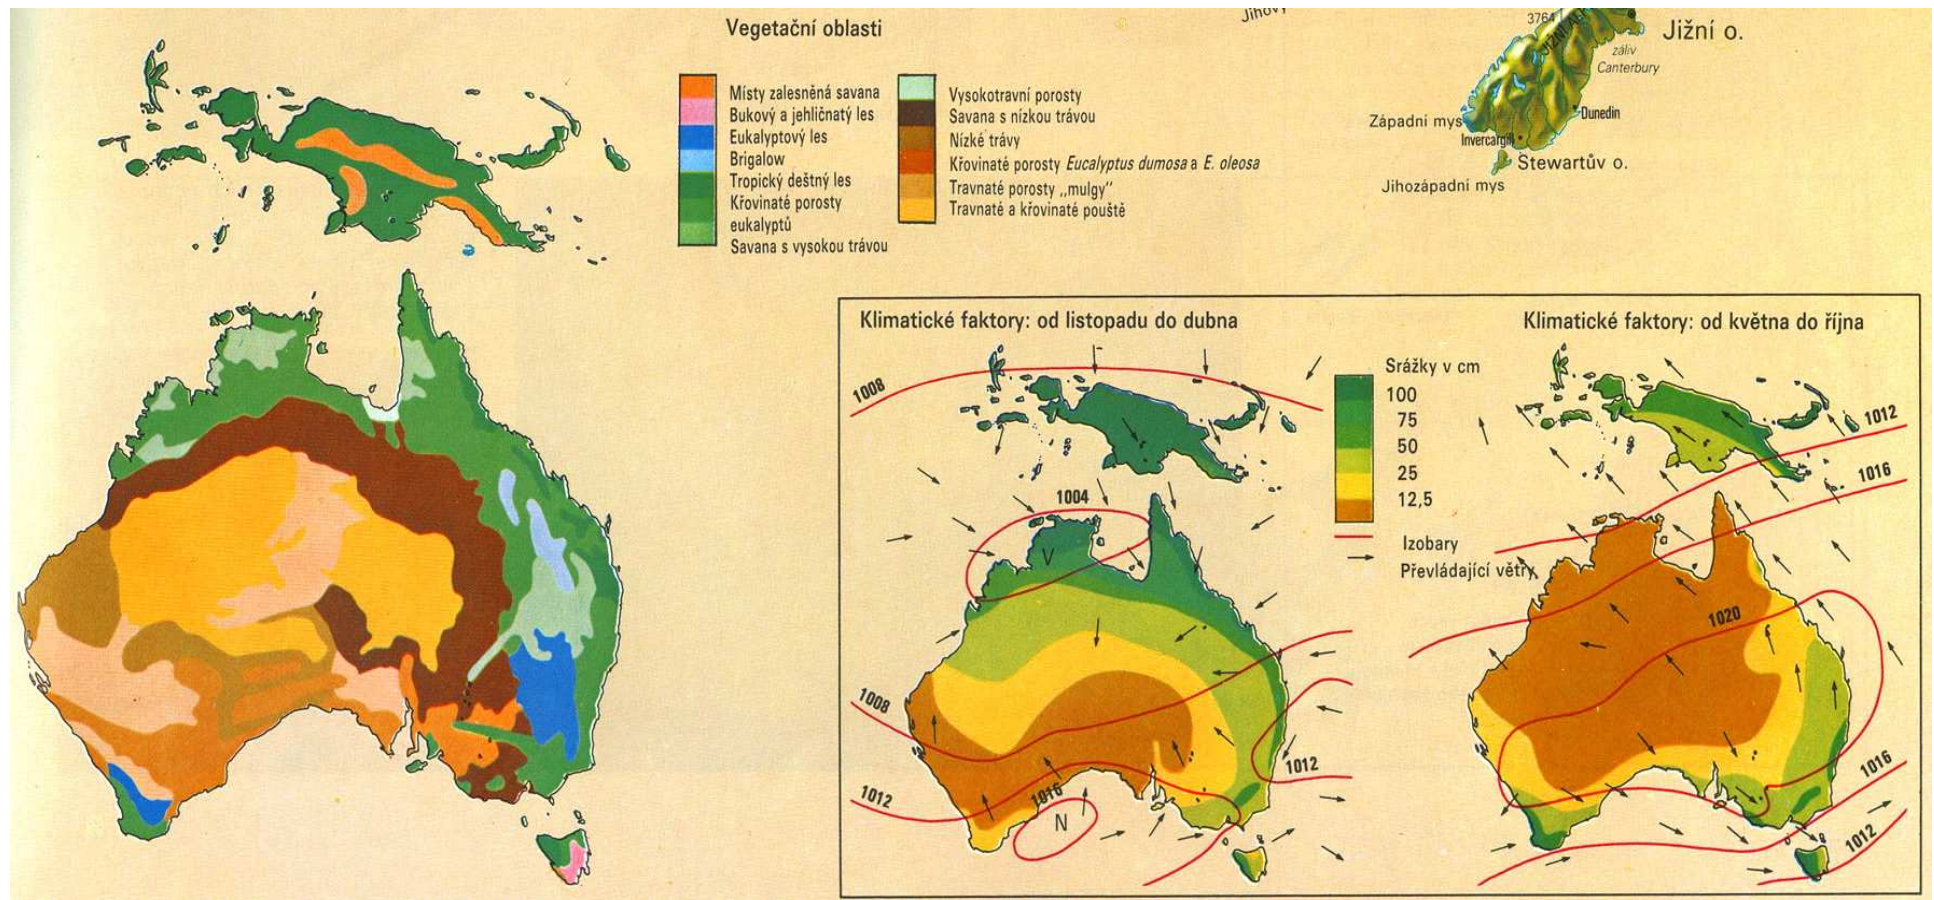 Vegetační oblasti
Místy zalesněná savana
Bukový a jehličnatý les
Eukalyptový les
Brigalow
Tropický deštný les
Křovinaté porosty
eukalyptů
Savana s vysokou trávou
Vysokotravní porosty
Savana s nízkou trávou
Nízké trávy
Křovinaté porosty Eucalyptus dumosa a E. oleosa
Travnaté porosty „mulgy“
Travnaté a křovinaté pouště
3764
Jižní o.
záliv
Canterbury
Západní mys
Dunedin
Invercargill
Stewartův o.
Jihozápadní mys
Klimatické faktory: od listopadu do dubna
1008
1004
V
1008
1012
1016
N
1012
Srážky v cm
100
75
50
25
12,5
Izobary
Převládající větry
Klimatické faktory: od května do října
1012
1016
1020
1016
1012